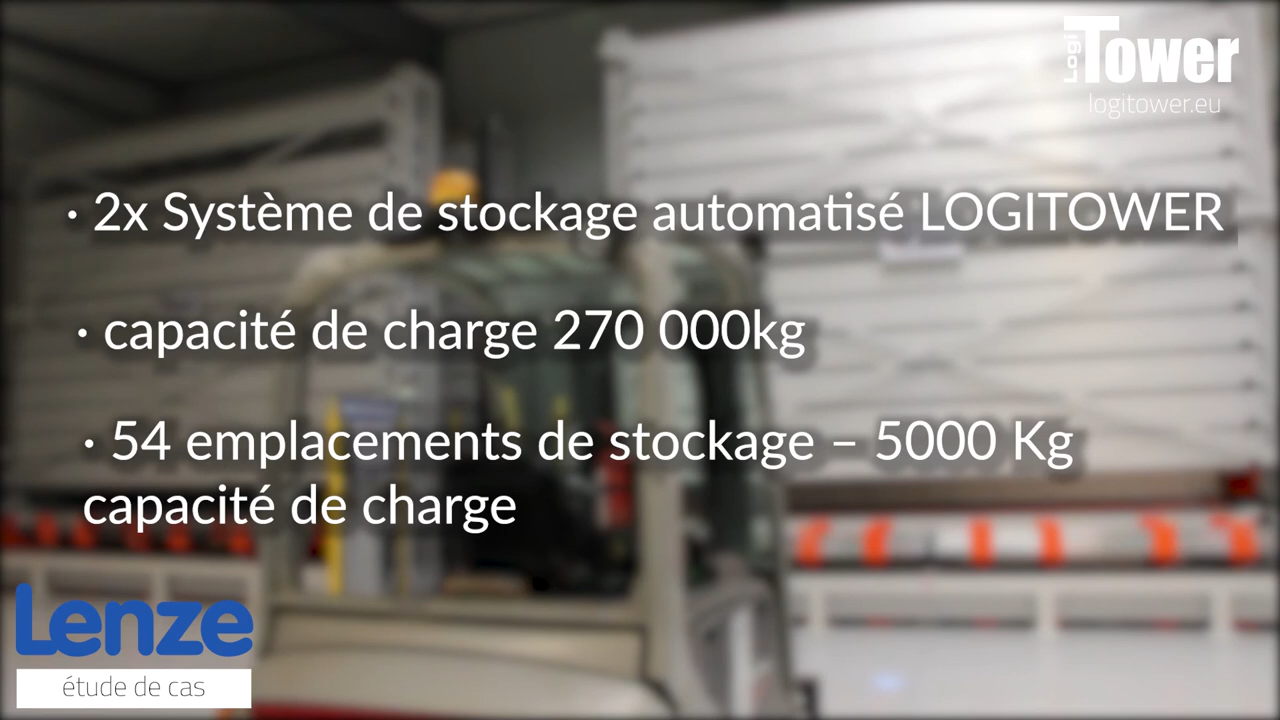 Logi Tower
logitower.eu
· 2x Système de stockage automatisé LOGITOWER
· capacité de charge 270 000kg
· 54 emplacements de stockage – 5000 Kg
capacité de charge
Lenze
étude de cas